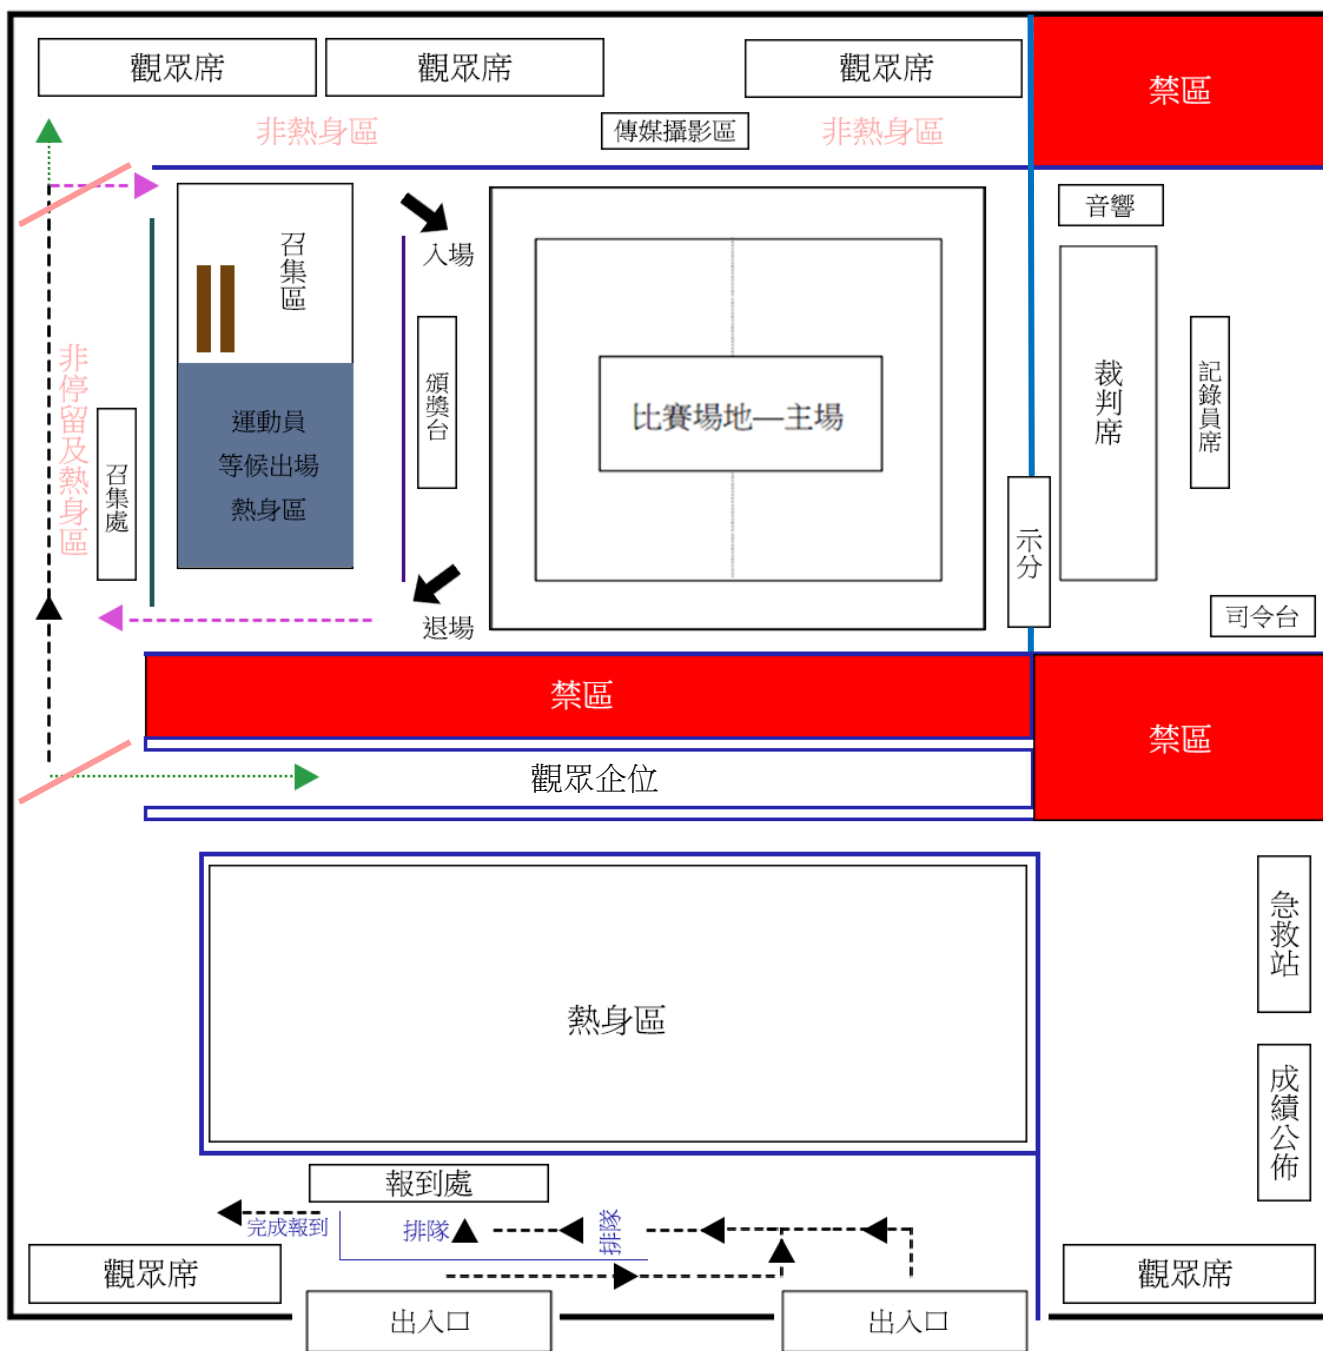 觀眾席
觀眾席
觀眾席
禁區
非熱身區
傳媒攝影區
非熱身區
音響
召集區
入場
頒獎台
比賽場地—主場
裁判席
記錄員席
非停留及熱身區
召集處
運動員
等候出場
熱身區
示分
司令台
退場
禁區
禁區
觀眾企位
急救站
熱身區
成績公佈
報到處
完成報到
排隊
排隊
觀眾席
觀眾席
出入口
出入口